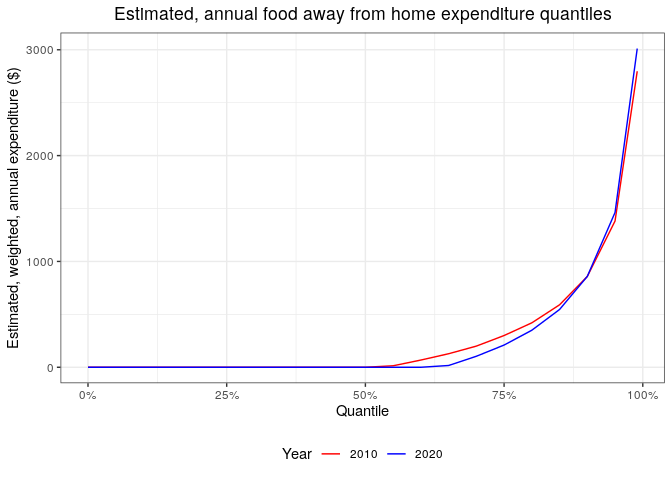 Estimated, annual food away from home expenditure quantiles
Estimated, weighted, annual expenditure ($)
3000
2000
1000
0
0% 25% 50% 75% 100%
Quantile
Year 2010 2020